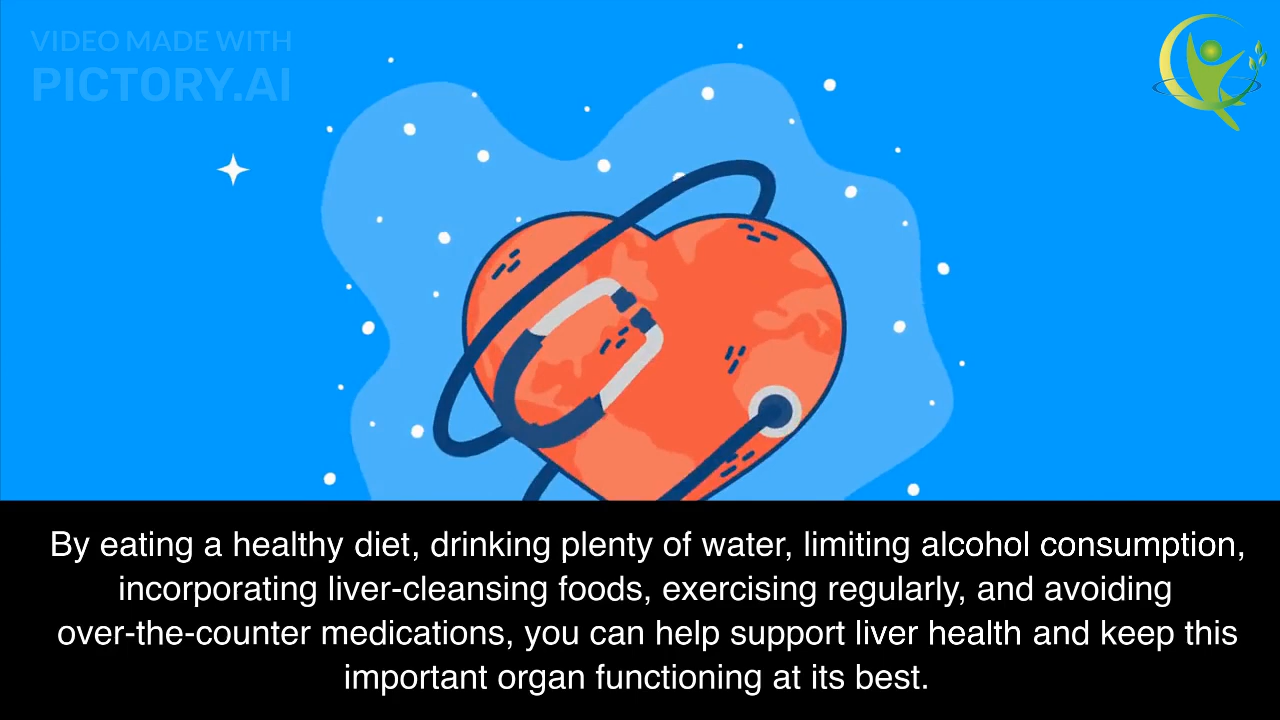 VIDEO MADE WITH
PICTORY.AI
By eating a healthy diet, drinking plenty of water, limiting alcohol consumption,
incorporating liver-cleansing foods, exercising regularly, and avoiding
over-the-counter medications, you can help support liver health and keep this
important organ functioning at its best.